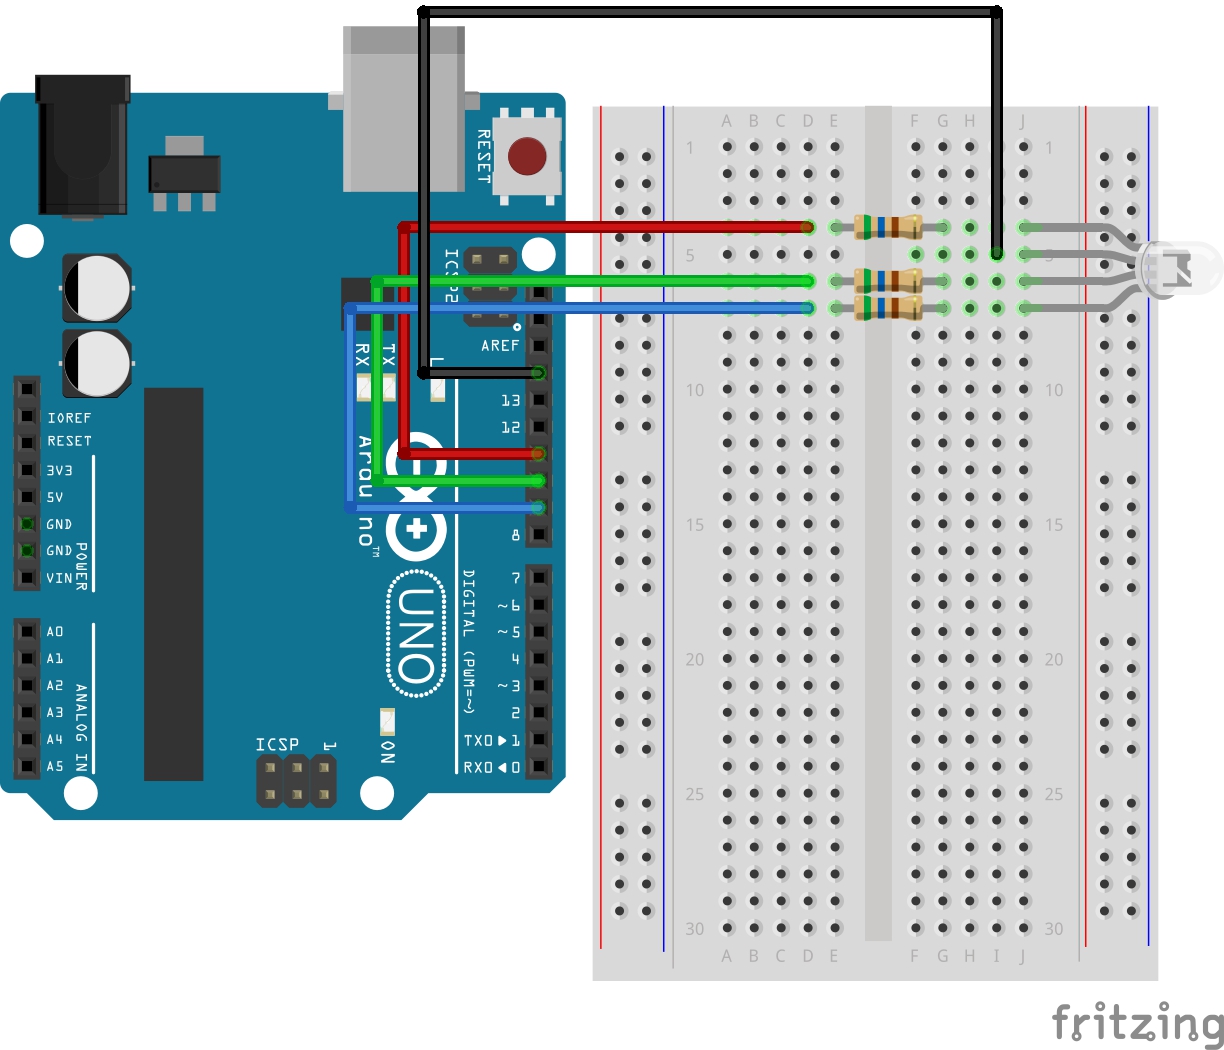 RESET
ICSP2
L
TX
RX
AREF
13
12
8
IOREF
RESET
3V3
5V
GND
GND
VIN
POWER
Arduino™
UNO
DIGITAL (PWM=~)
7
~6
~5
4
~3
2
TX0▶1
RX0◀0
A0
A1
A2
A3
A4
A5
ANALOG IN
ICSP
1
ON
A B C D E F G H J
1 1
5 5
10 10
15 15
20 20
25 25
30 30
A B C D E F G H I J
fritzing